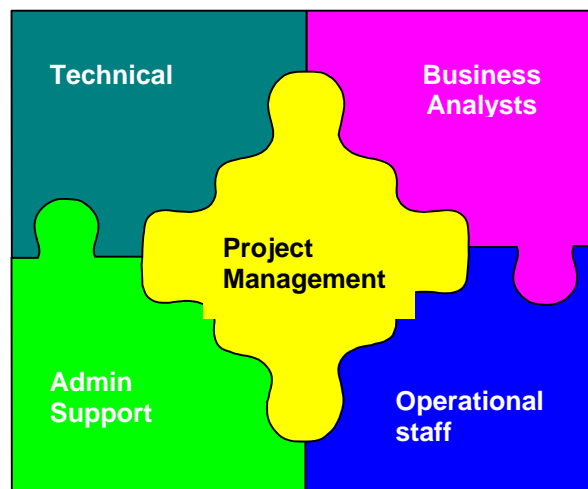 Technical
Business
Analysts
Project
Management
Admin
Support
Operational
staff